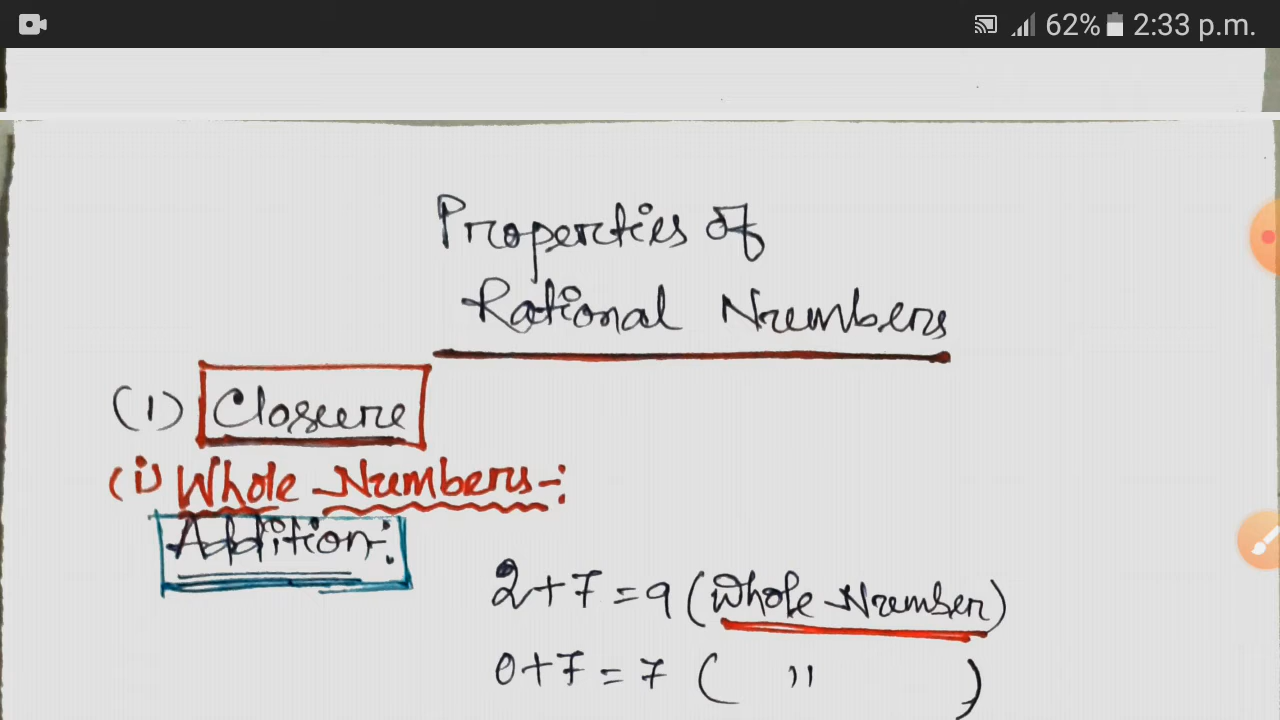 62% 2:33 p.m.
Properties of
Rational Numbers
(1) Closure
(i) Whole Numbers-:
Addition-:
2+7=9 (Whole Number)
0+7=7 ( " )